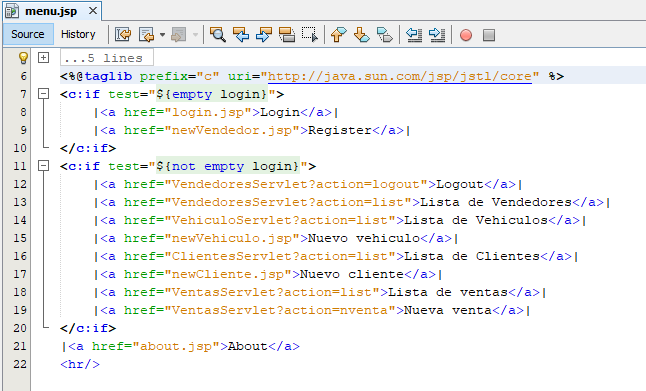 menu.jsp
Source History
...5 lines
6 <%@taglib prefix="c" uri="http://java.sun.com/jsp/jstl/core" %>
7 <c:if test="${empty login}">
8 |<a href="login.jsp">Login</a>|
9 |<a href="newVendedor.jsp">Register</a>|
10 </c:if>
11 <c:if test="${not empty login}">
12 |<a href="VendedoresServlet?action=logout">Logout</a>|
13 |<a href="VendedoresServlet?action=list">Lista de Vendedores</a>|
14 |<a href="VehiculoServlet?action=list">Lista de Vehiculos</a>|
15 |<a href="newVehiculo.jsp">Nuevo vehiculo</a>|
16 |<a href="ClientesServlet?action=list">Lista de Clientes</a>|
17 |<a href="newCliente.jsp">Nuevo cliente</a>|
18 |<a href="VentasServlet?action=list">Lista de ventas</a>|
19 |<a href="VentasServlet?action=nventa">Nueva venta</a>|
20 </c:if>
21 |<a href="about.jsp">About</a>
22 <hr/>